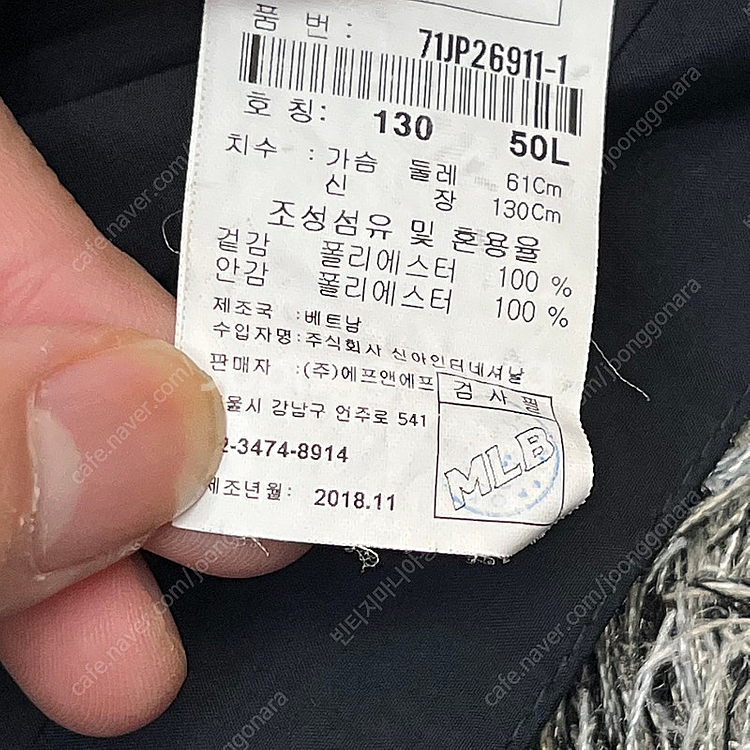 품 번 : 71JP26911-1
호 칭: 130 50L
치수 : 가슴 둘레 61Cm
신 장 130Cm
조성섬유 및 혼용율
겉감 폴리에스터 100 %
안감 폴리에스터 100 %
제조국 :베트남
수입자명:주식회사 신아인터네셔날
판매자 :(주)에프앤에프
울시 강남구 언주로 541
2-3474-8914
제조년월: 2018.11
검 사 필
MLB
cafe.naver.com/joonggonara
빈티지매니아